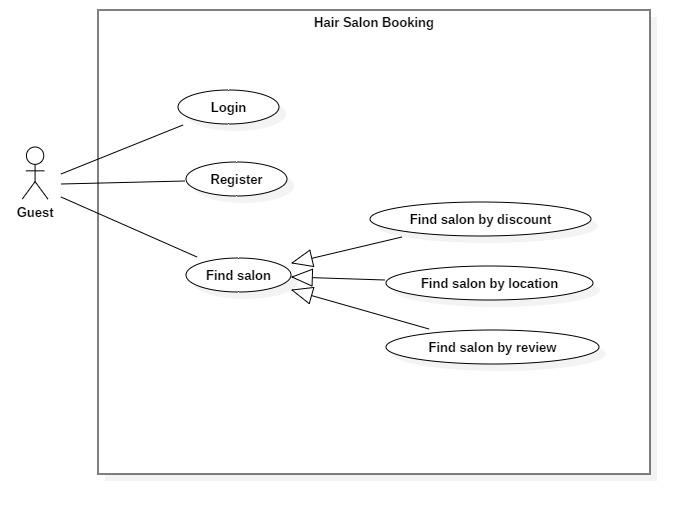 Hair Salon Booking
Login
Register
Guest
Find salon by discount
Find salon
Find salon by location
Find salon by review